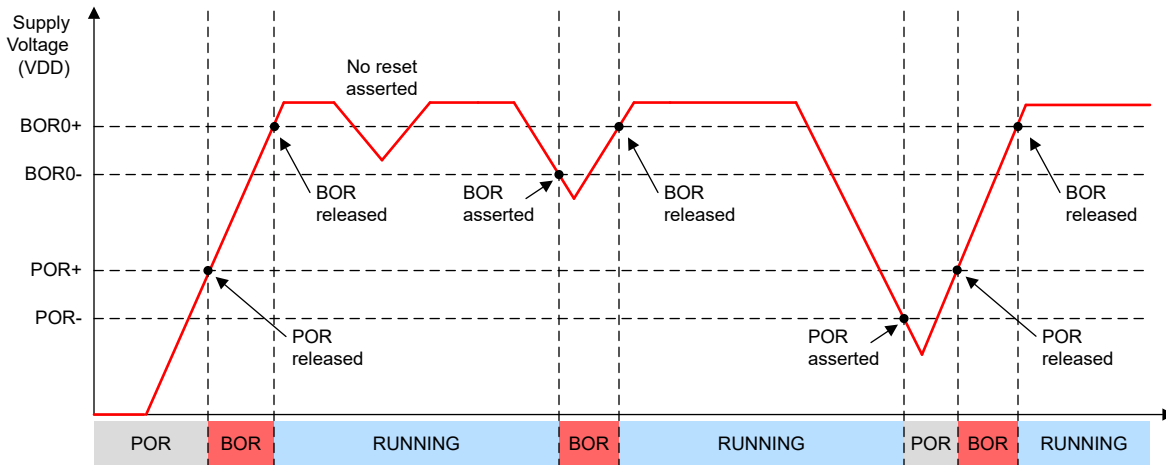 Supply
Voltage
(VDD)
No reset
asserted
BOR0+
BOR0-
BOR
released
BOR
asserted
BOR
released
BOR
released
POR+
POR-
POR
released
POR
asserted
POR
released
POR BOR RUNNING BOR RUNNING POR BOR RUNNING